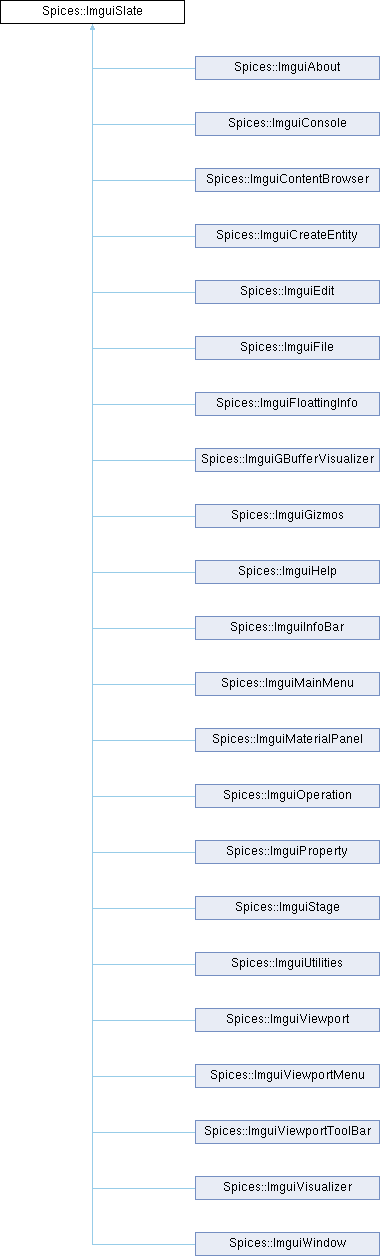 Spices::ImguiSlate
Spices::ImguiAbout
Spices::ImguiConsole
Spices::ImguiContentBrowser
Spices::ImguiCreateEntity
Spices::ImguiEdit
Spices::ImguiFile
Spices::ImguiFloattingInfo
Spices::ImguiGBufferVisualizer
Spices::ImguiGizmos
Spices::ImguiHelp
Spices::ImguiInfoBar
Spices::ImguiMainMenu
Spices::ImguiMaterialPanel
Spices::ImguiOperation
Spices::ImguiProperty
Spices::ImguiStage
Spices::ImguiUtilities
Spices::ImguiViewport
Spices::ImguiViewportMenu
Spices::ImguiViewportToolBar
Spices::ImguiVisualizer
Spices::ImguiWindow